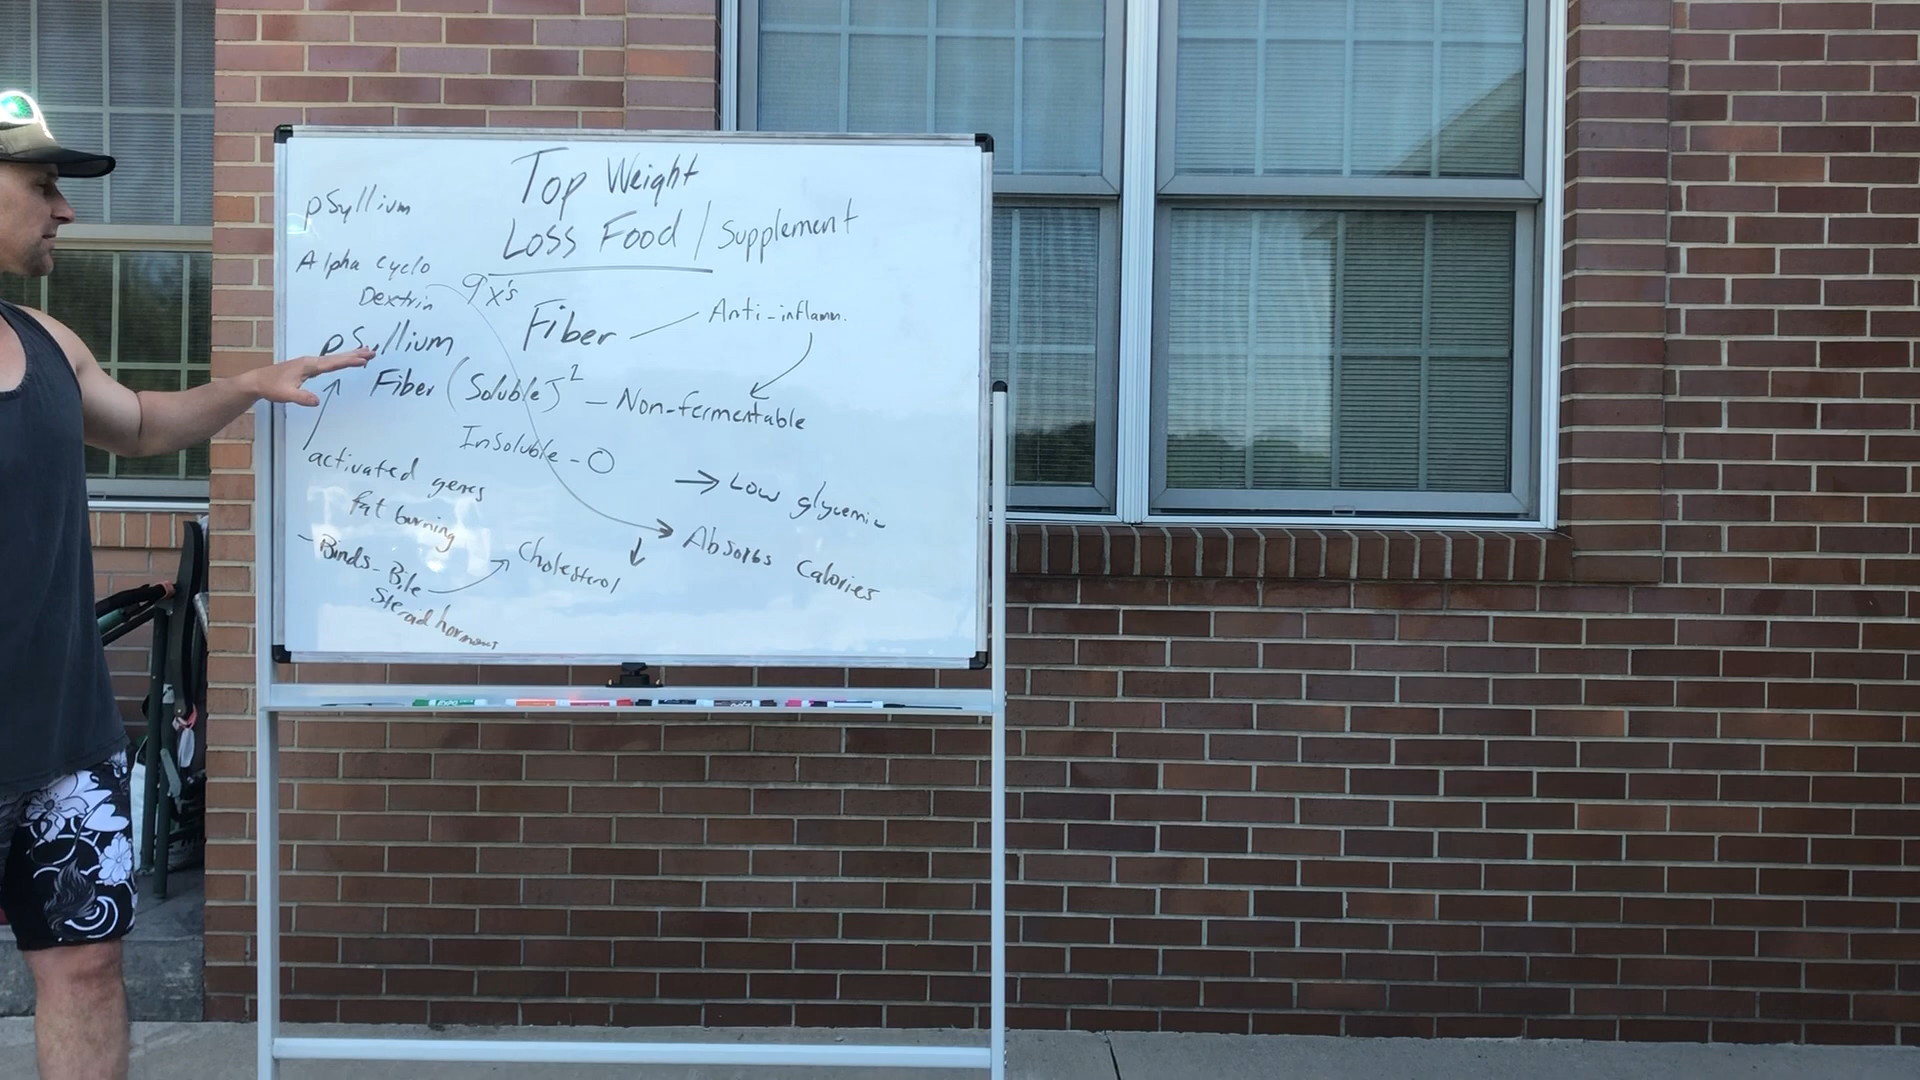 Top Weight
Loss Food / Supplement
psyllium
Alpha Cyclo
Dextrin
9x's
Fiber
Anti-inflamm.
psyllium
Fiber (Soluble)²
- Non-fermentable
Insoluble - O
→ Low glycemic
activated genes
fat burning
→ Absorbs Calories
- Binds - Bile
Steroid hormones
Cholesterol ↓
EXPO